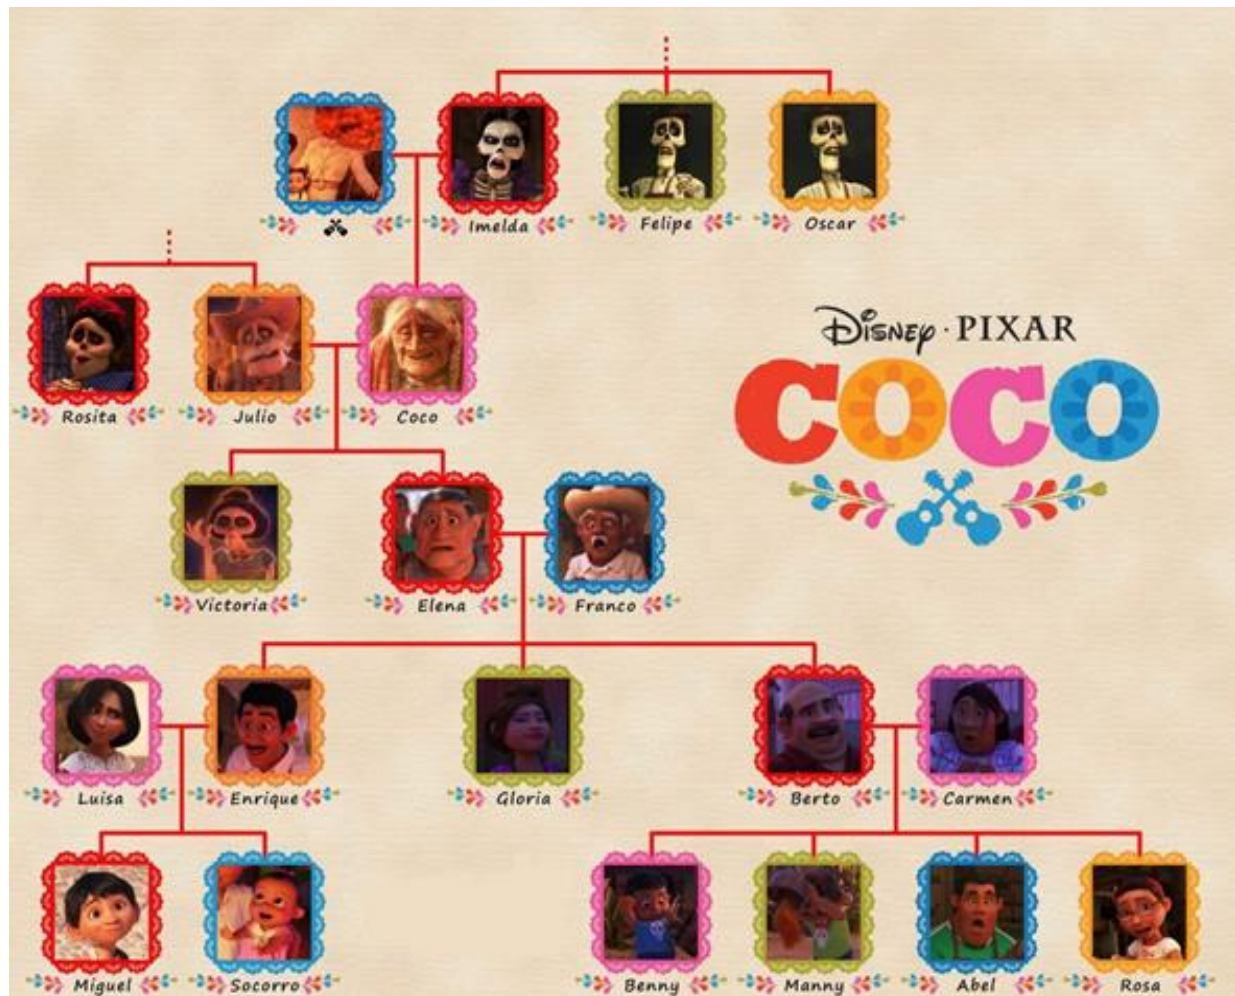 Imelda Felipe Oscar
DISNEY · PIXAR
COCO
Rosita Julio Coco
Victoria Elena Franco
Luisa Enrique Gloria Berto Carmen
Miguel Socorro Benny Manny Abel Rosa